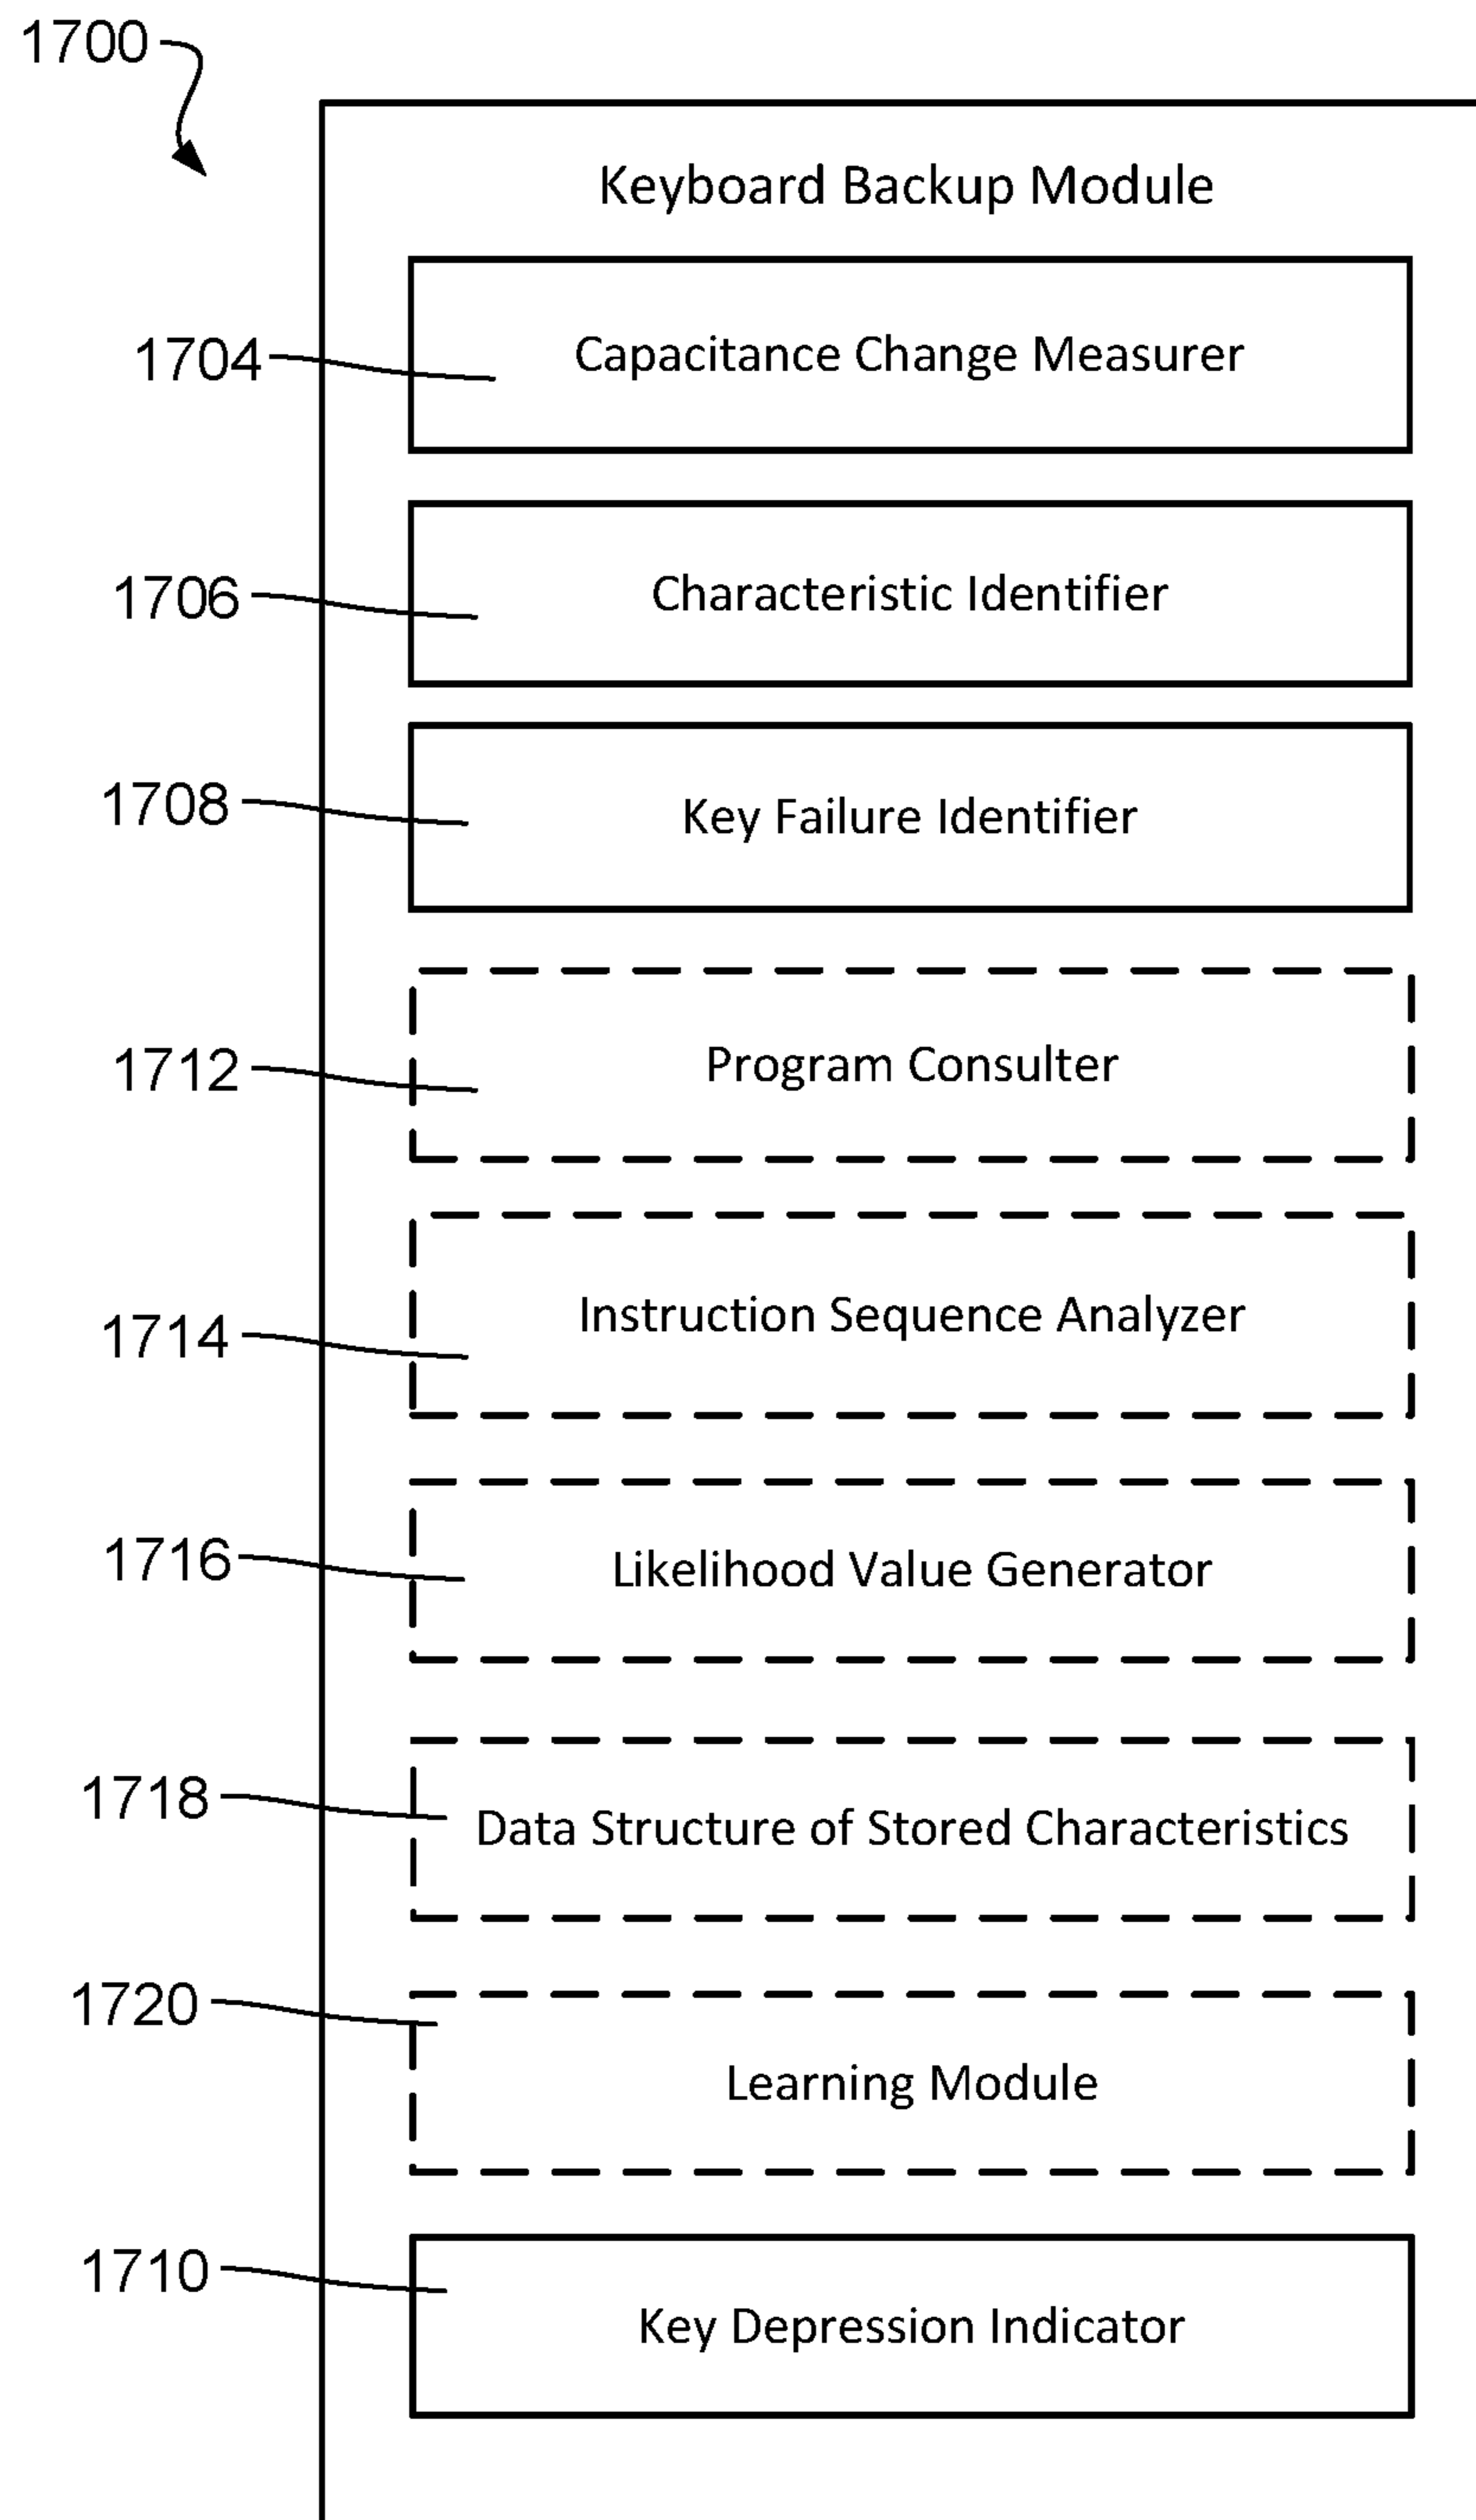 1700
Keyboard Backup Module
1704
Capacitance Change Measurer
1706
Characteristic Identifier
1708
Key Failure Identifier
1712
Program Consulter
1714
Instruction Sequence Analyzer
1716
Likelihood Value Generator
1718
Data Structure of Stored Characteristics
1720
Learning Module
1710
Key Depression Indicator